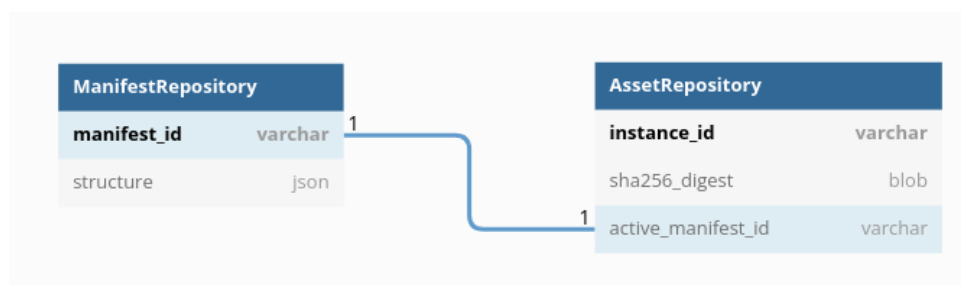 ManifestRepository
manifest_id varchar
structure json
1
1
AssetRepository
instance_id varchar
sha256_digest blob
active_manifest_id varchar